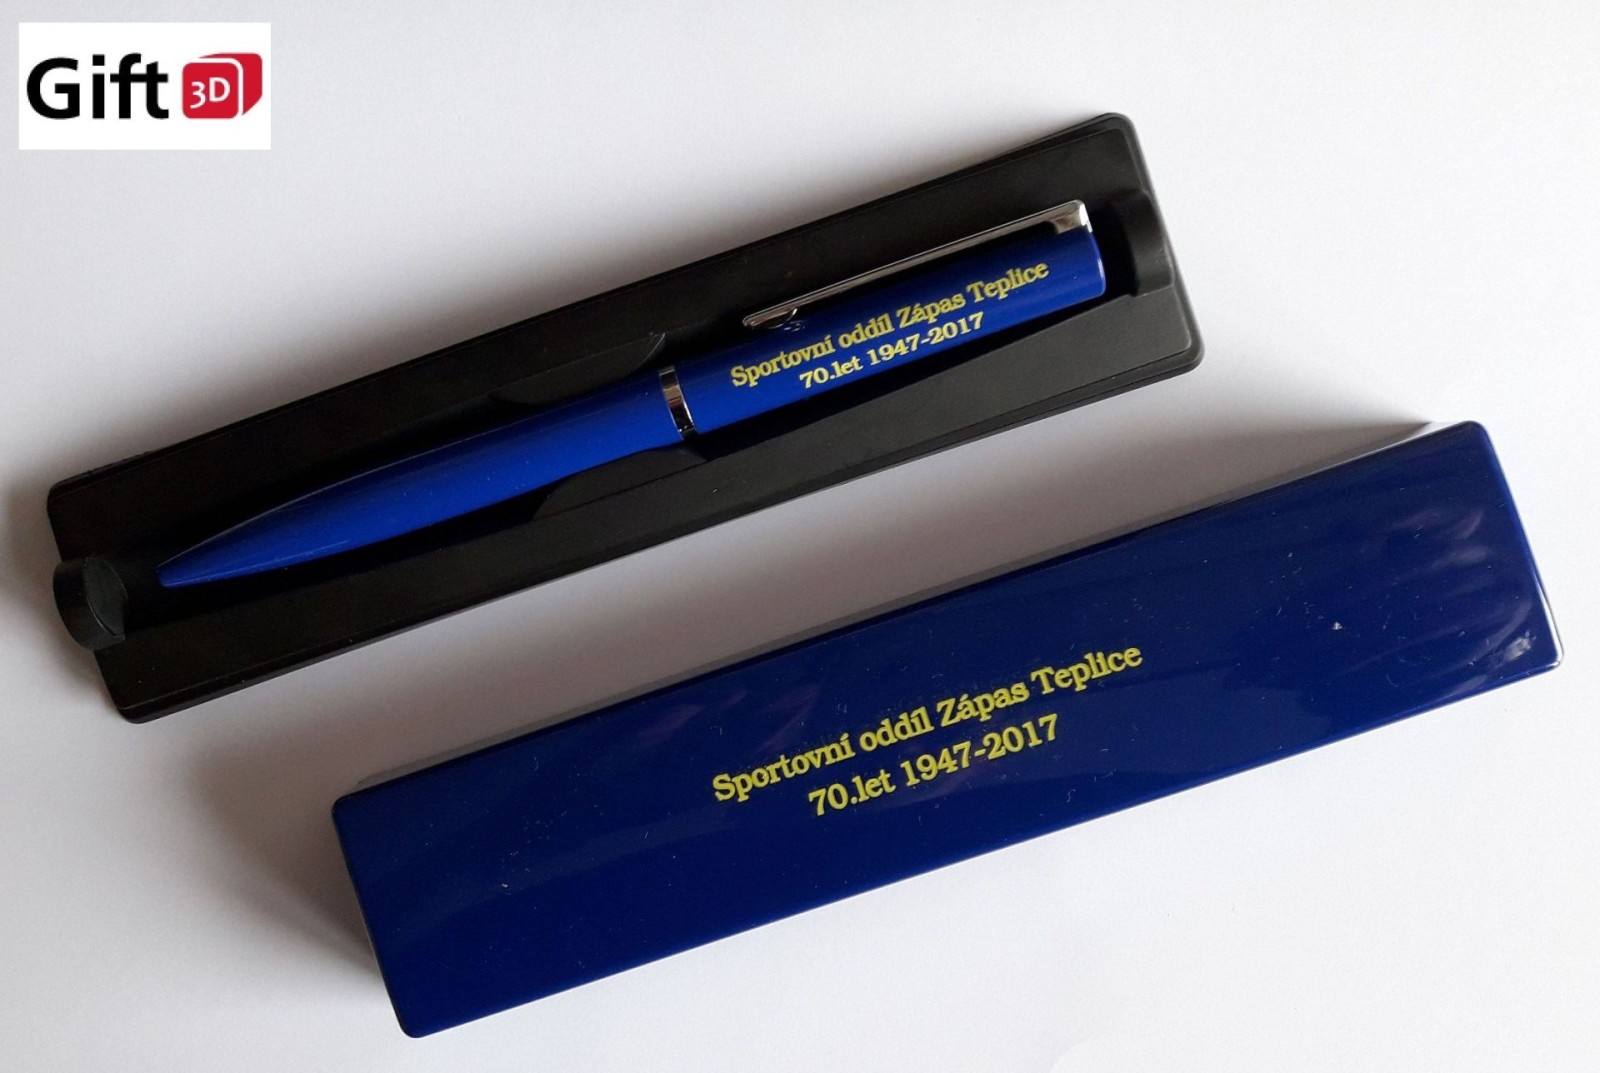 Gift 3D
Sportovní oddíl Zápas Teplice
70.let 1947-2017
Sportovní oddíl Zápas Teplice
70.let 1947-2017